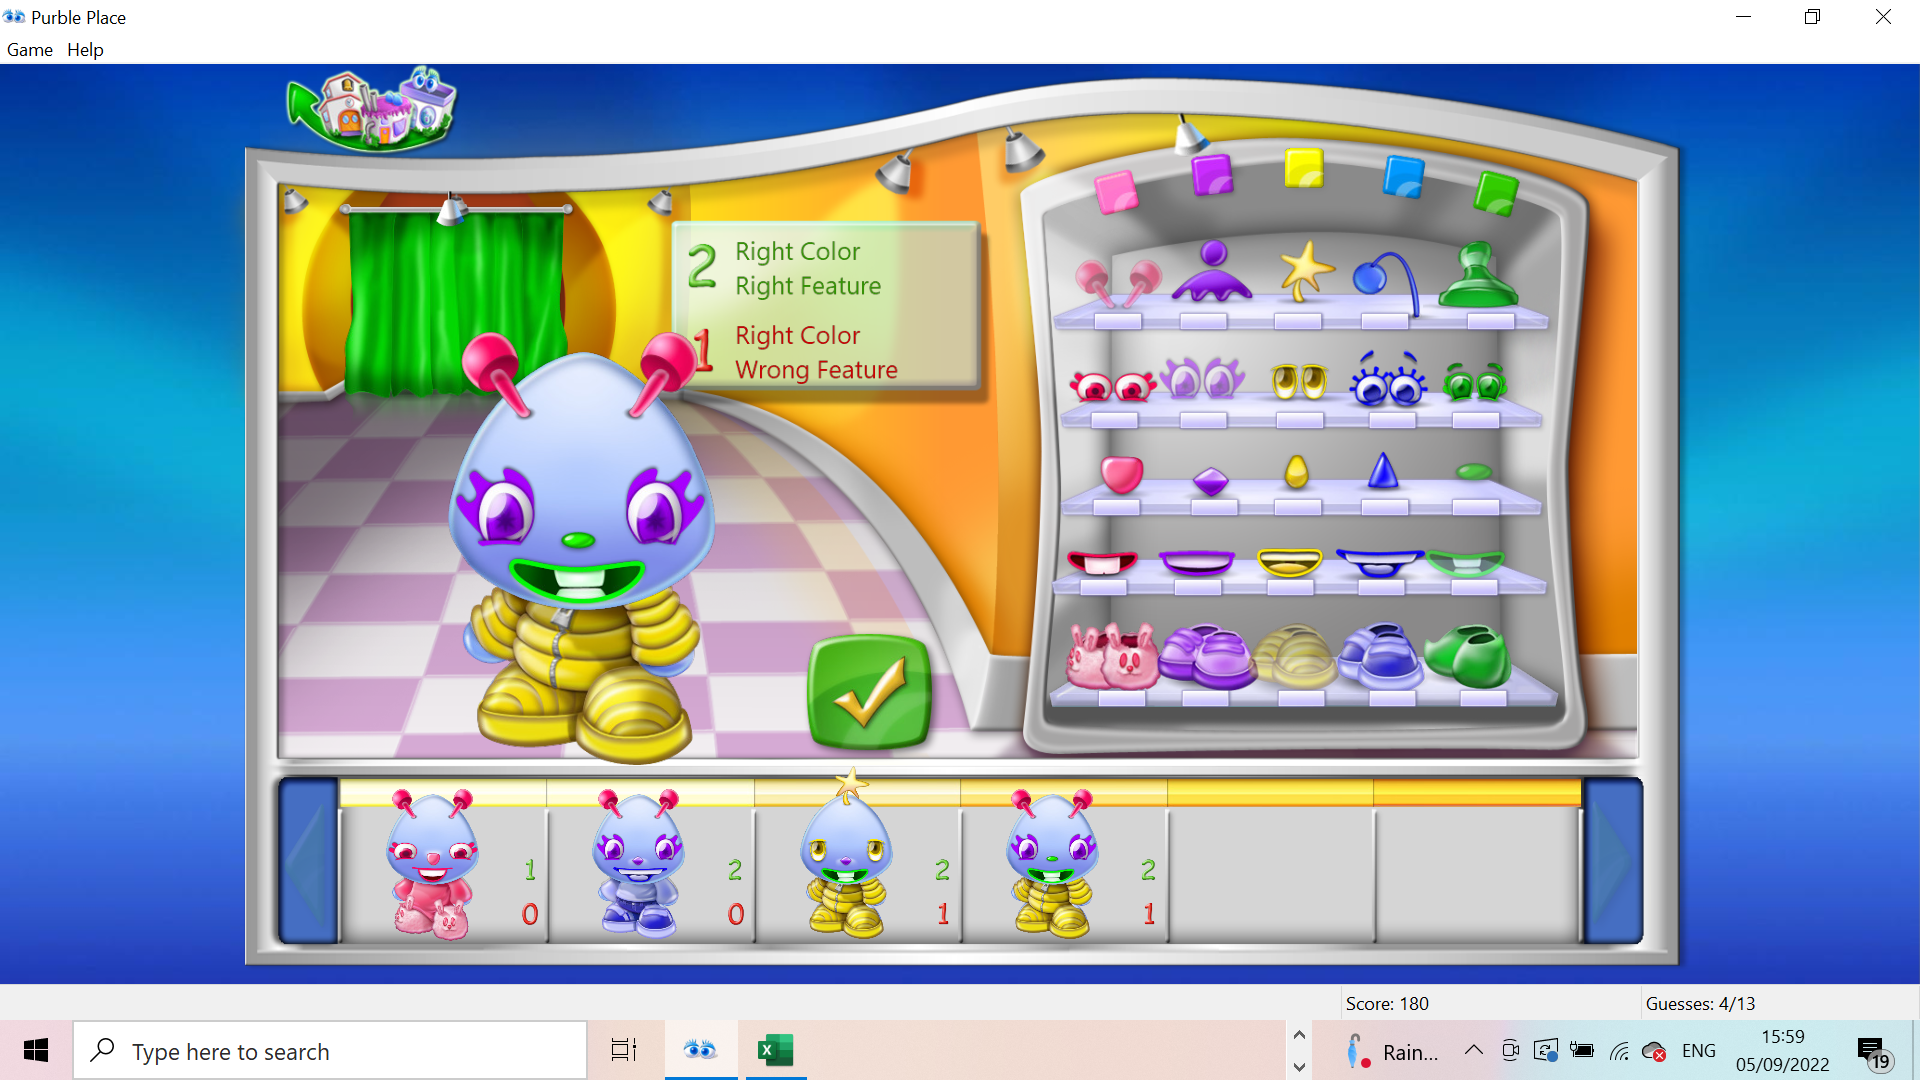 Purble Place
Game Help
2 Right Color
Right Feature
1 Right Color
Wrong Feature
1
0
2
0
2
1
2
1
Score: 180
Guesses: 4/13
Type here to search
Rain...
ENG
15:59
05/09/2022
19